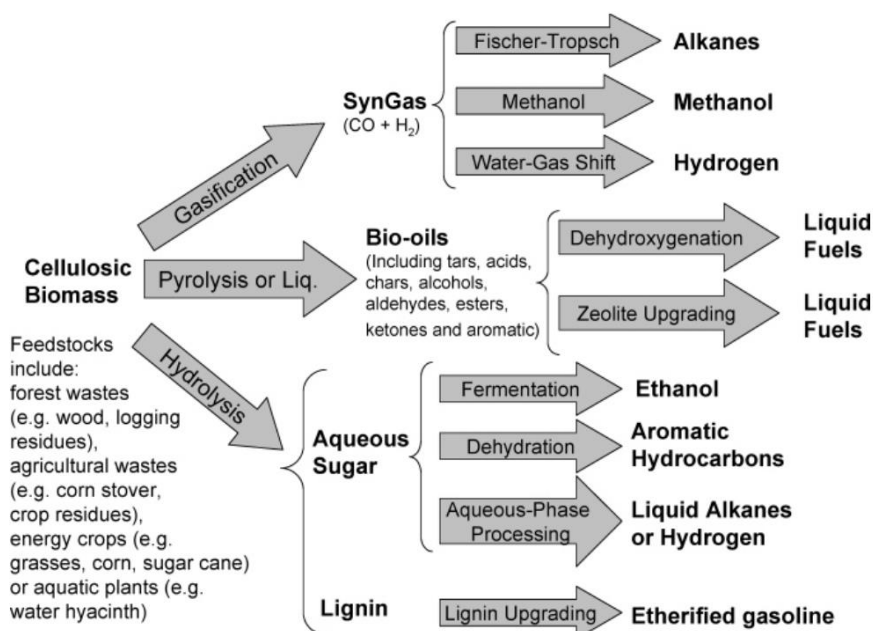 Fischer-Tropsch
Alkanes
SynGas
(CO + H₂)
Methanol
Methanol
Water-Gas Shift
Hydrogen
Gasification
Cellulosic
Biomass
Pyrolysis or Liq.
Bio-oils
(Including tars, acids,
chars, alcohols,
aldehydes, esters,
ketones and aromatic)
Dehydroxygenation
Liquid
Fuels
Zeolite Upgrading
Liquid
Fuels
Feedstocks
include:
forest wastes
(e.g. wood, logging
residues),
agricultural wastes
(e.g. corn stover,
crop residues),
energy crops (e.g.
grasses, corn, sugar cane)
or aquatic plants (e.g.
water hyacinth)
Hydrolysis
Aqueous
Sugar
Fermentation
Ethanol
Dehydration
Aromatic
Hydrocarbons
Aqueous-Phase
Processing
Liquid Alkanes
or Hydrogen
Lignin
Lignin Upgrading
Etherified gasoline